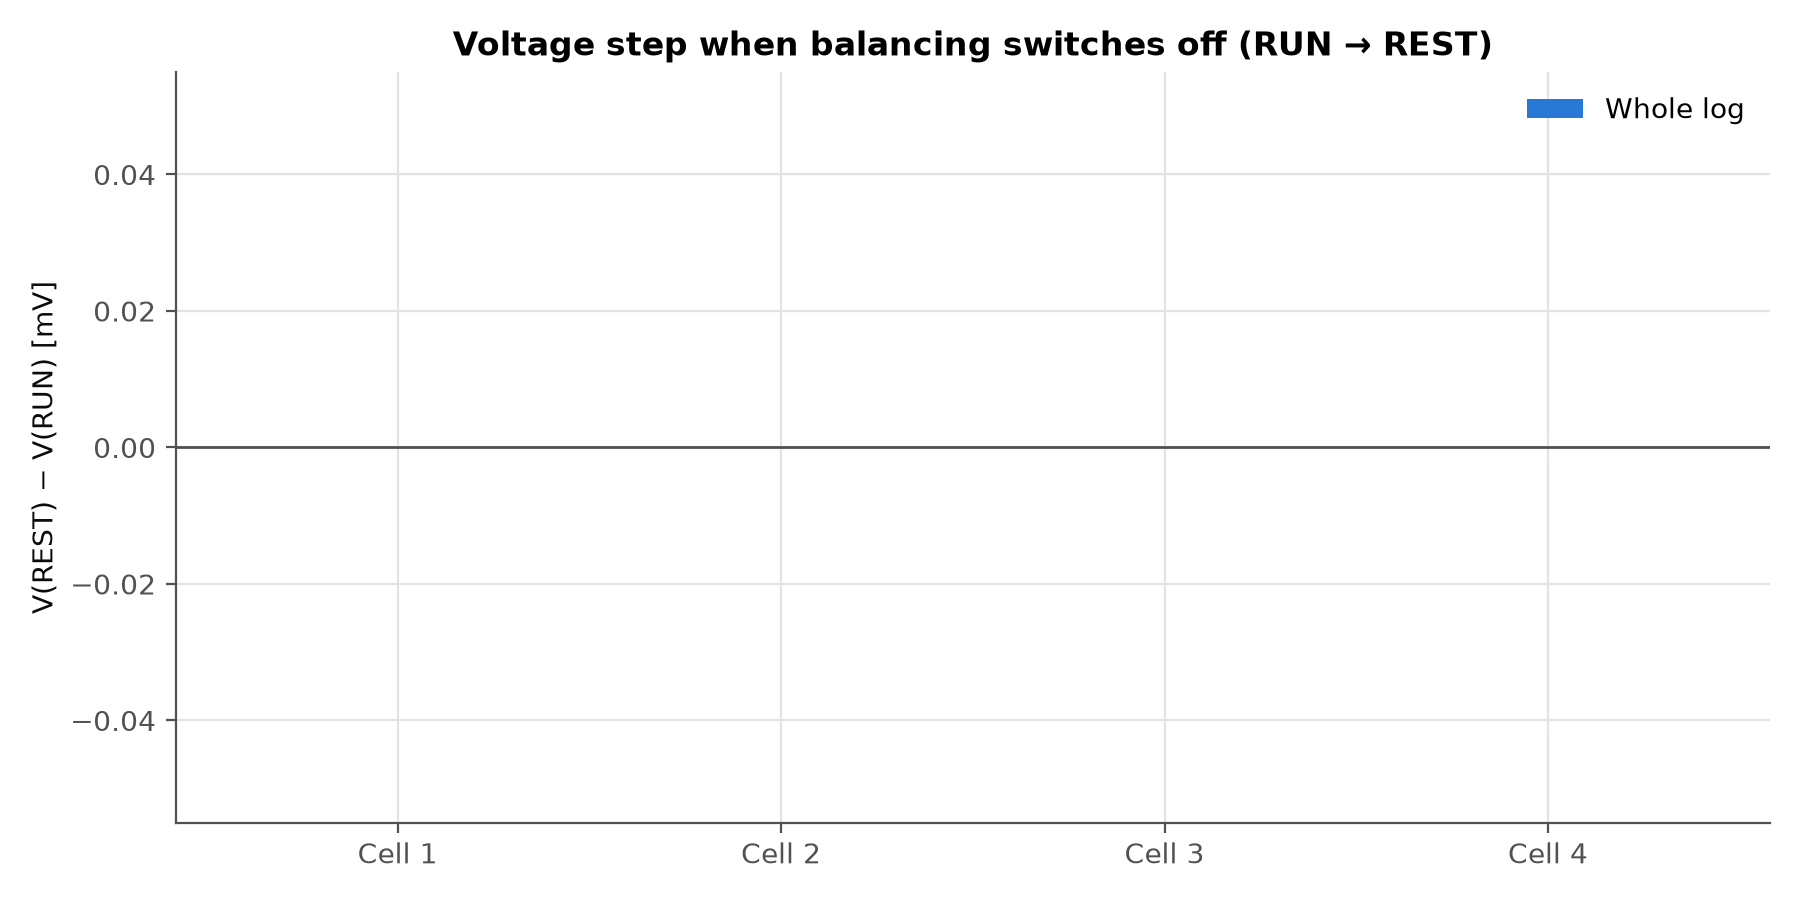 Voltage step when balancing switches off (RUN → REST)
Whole log
V(REST) − V(RUN) [mV]
0.04
0.02
0.00
−0.02
−0.04
Cell 1
Cell 2
Cell 3
Cell 4